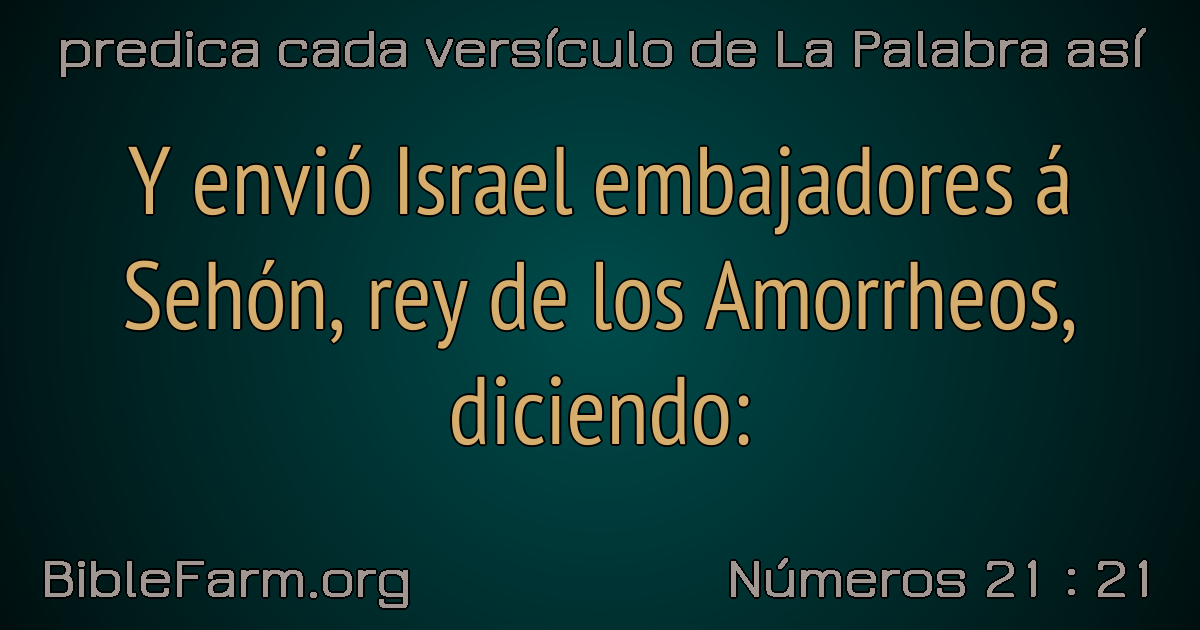 predica cada versículo de La Palabra así
Y envió Israel embajadores á
Sehón, rey de los Amorrheos,
diciendo:
BibleFarm.org Números 21 : 21